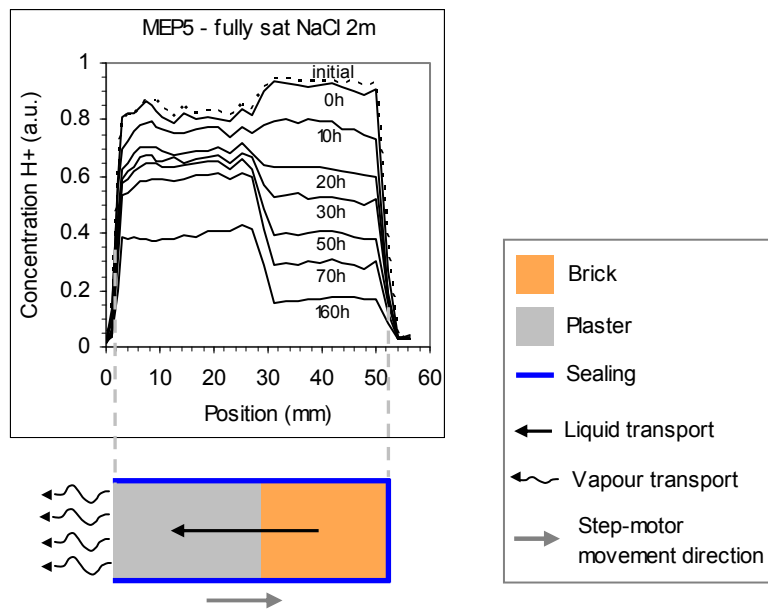 MEP5 - fully sat NaCl 2m
Concentration H+ (a.u.)
1
0.8
0.6
0.4
0.2
0
initial
0h
10h
20h
30h
50h
70h
160h
0 10 20 30 40 50 60
Position (mm)
Brick
Plaster
Sealing
Liquid transport
Vapour transport
Step-motor
movement direction